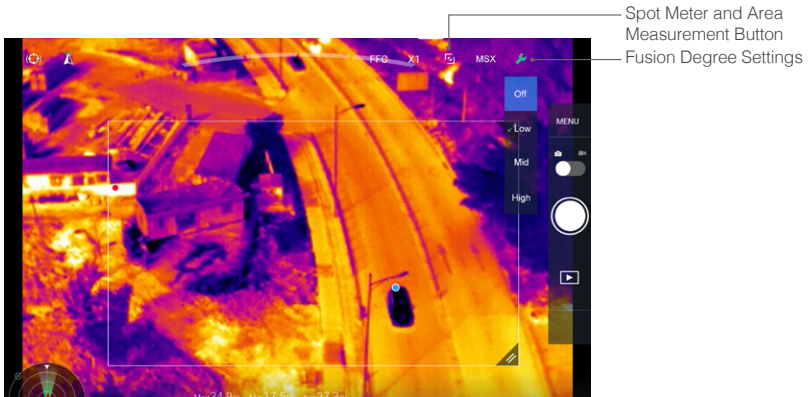 Spot Meter and Area
Measurement Button
Fusion Degree Settings
FFC X1 MSX
Off
Low
Mid
High
MENU